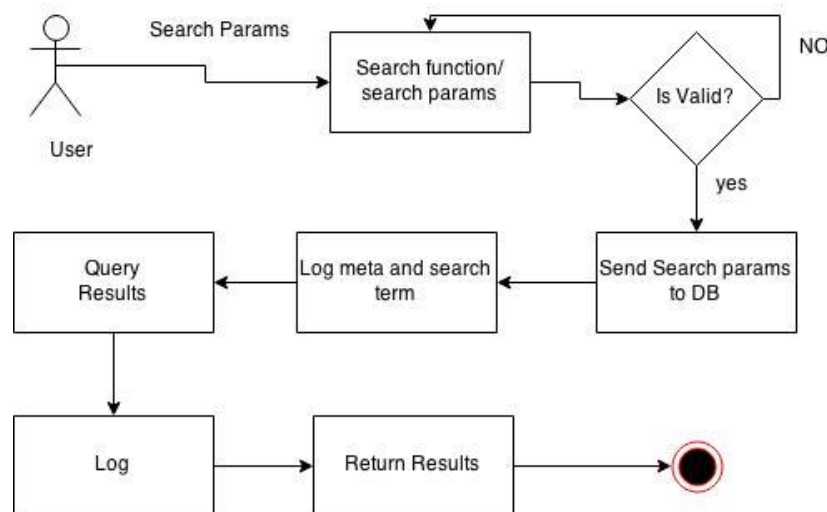 Search Params
User
Search function/
search params
Is Valid?
NO
yes
Send Search params
to DB
Log meta and search
term
Query
Results
Log
Return Results